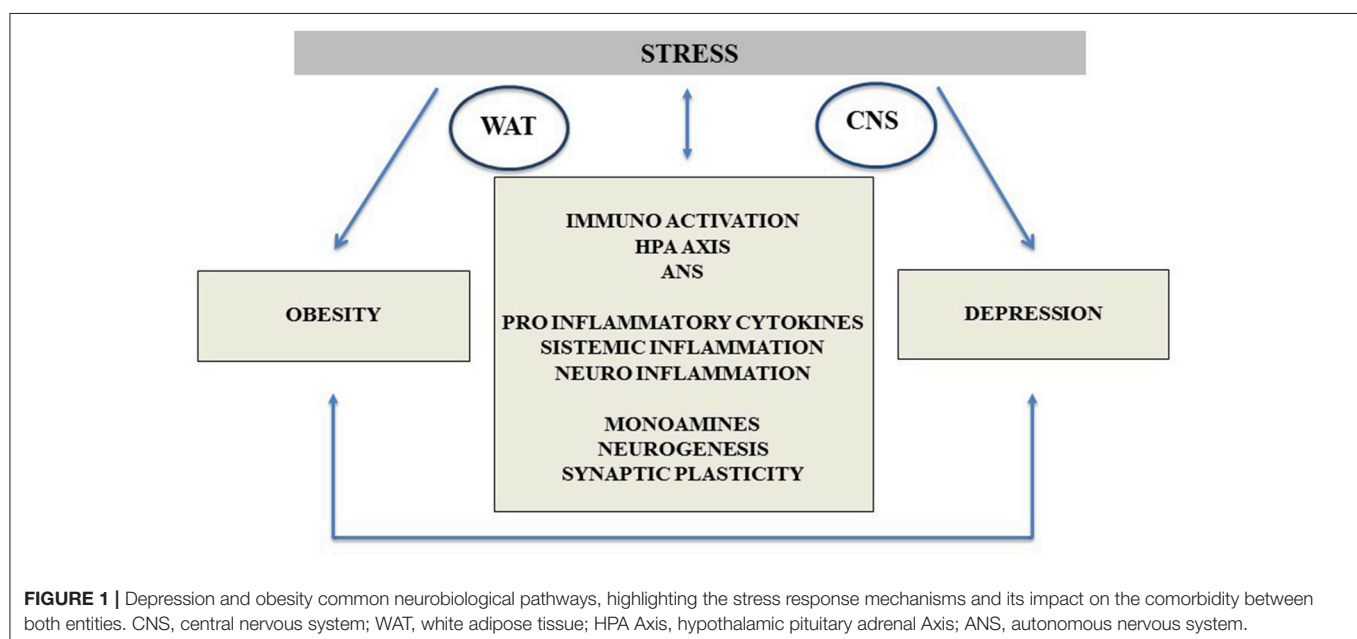 STRESS
WAT
CNS
IMMUNO ACTIVATION
HPA AXIS
ANS
OBESITY
DEPRESSION
PRO INFLAMMATORY CYTOKINES
SISTEMIC INFLAMMATION
NEURO INFLAMMATION
MONOAMINES
NEUROGENESIS
SYNAPTIC PLASTICITY
FIGURE 1 | Depression and obesity common neurobiological pathways, highlighting the stress response mechanisms and its impact on the comorbidity between
both entities. CNS, central nervous system; WAT, white adipose tissue; HPA Axis, hypothalamic pituitary adrenal Axis; ANS, autonomous nervous system.